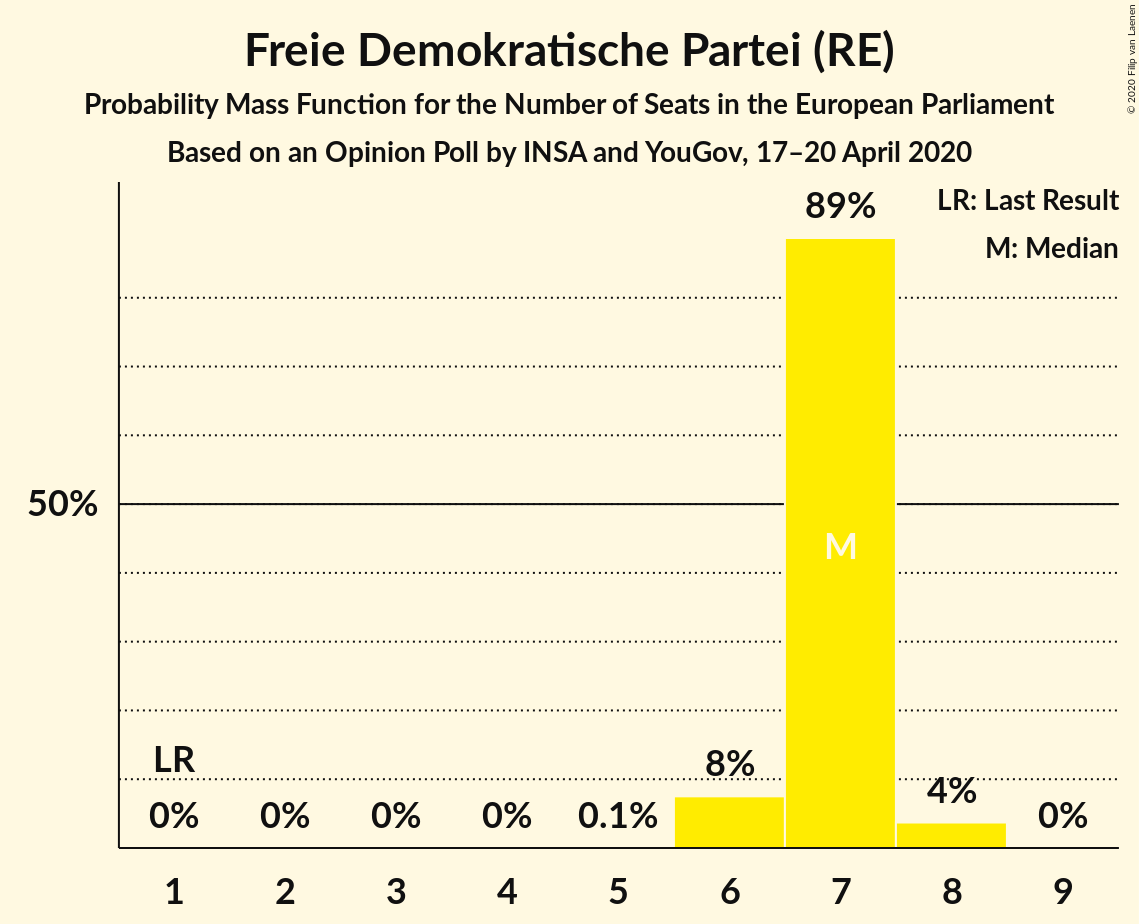 Freie Demokratische Partei (RE)
Probability Mass Function for the Number of Seats in the European Parliament
Based on an Opinion Poll by INSA and YouGov, 17–20 April 2020
© 2020 Filip van Laenen
LR: Last Result
M: Median
89%
50%
M
LR
8%
4%
0%
0%
0%
0%
0.1%
0%
1 2 3 4 5 6 7 8 9